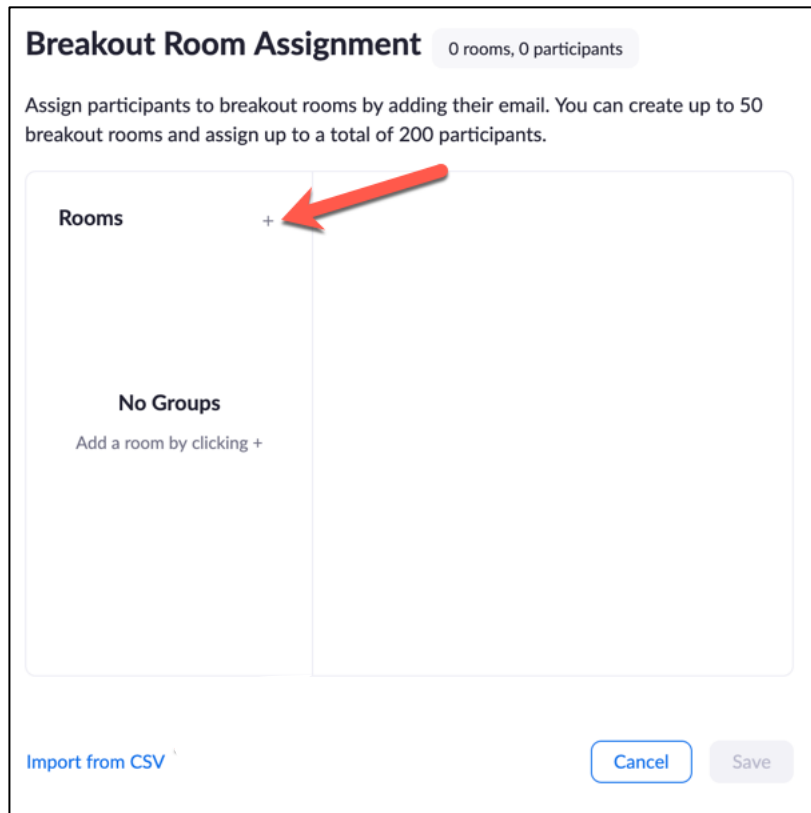 Breakout Room Assignment 0 rooms, 0 participants
Assign participants to breakout rooms by adding their email. You can create up to 50
breakout rooms and assign up to a total of 200 participants.
Rooms +
No Groups
Add a room by clicking +
Import from CSV Cancel Save